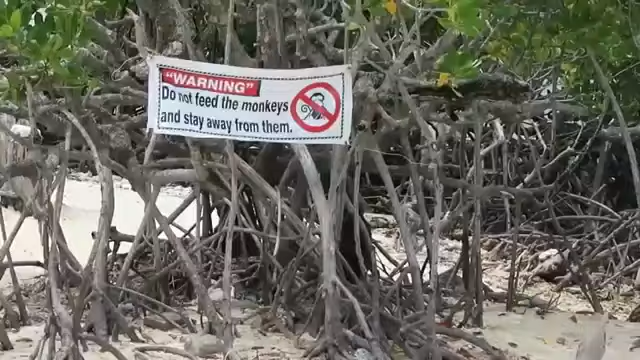 "WARNING"
Do not feed the monkeys
and stay away from them.